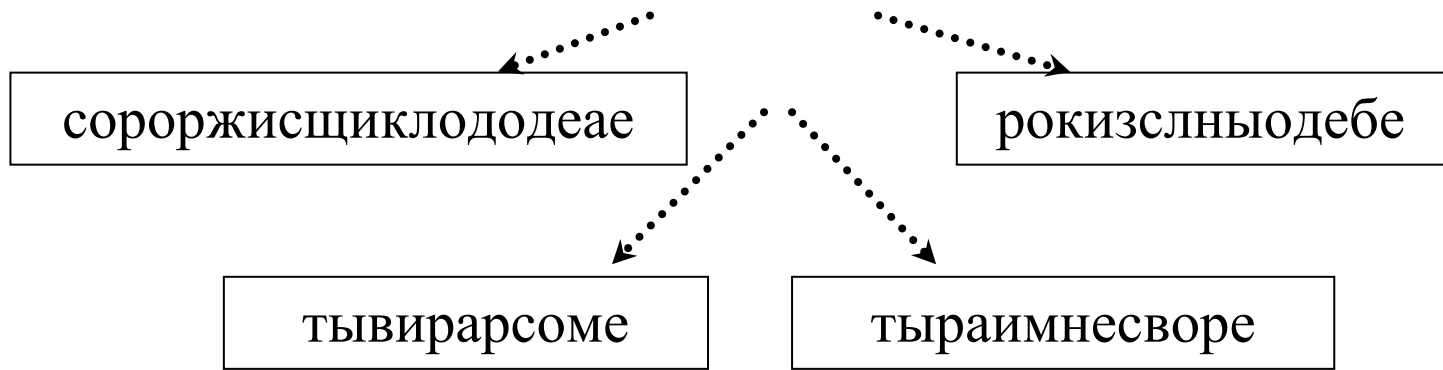 сороржисщиклододеае
рокизслныодебе
тывирарсоме
тыраимнесворе